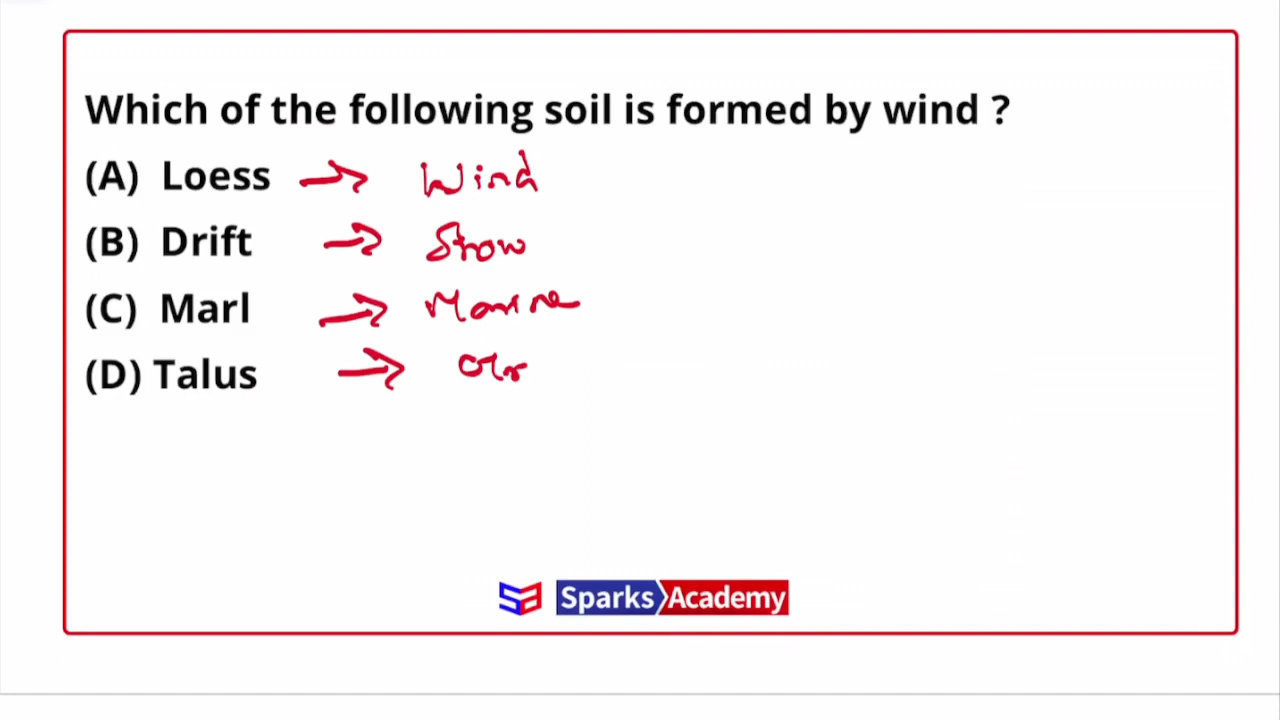 Which of the following soil is formed by wind ?
(A) Loess → Wind
(B) Drift → Snow
(C) Marl → Marine
(D) Talus →
Sparks Academy